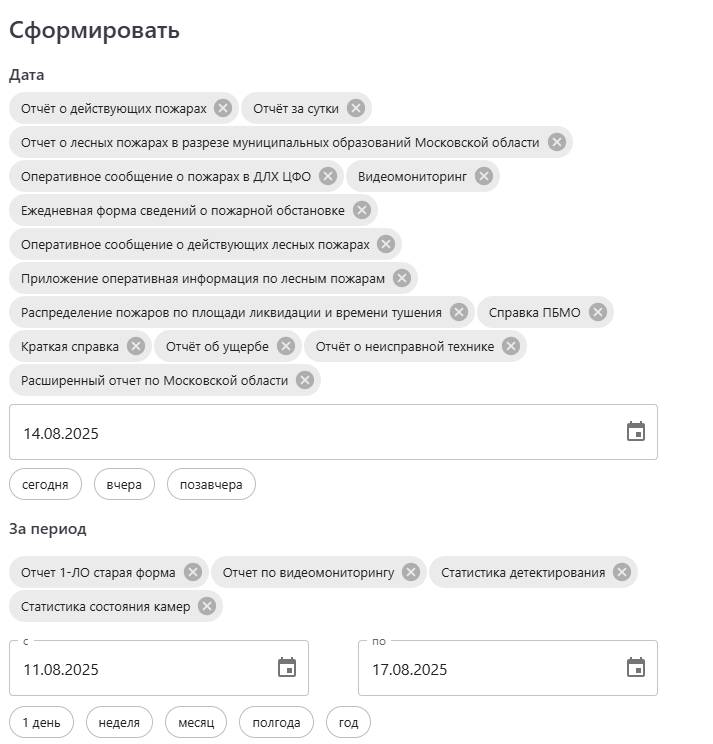 Сформировать
Дата
Отчёт о действующих пожарах Отчёт за сутки
Отчет о лесных пожарах в разрезе муниципальных образований Московской области
Оперативное сообщение о пожарах в ДЛХ ЦФО Видеомониторинг
Ежедневная форма сведений о пожарной обстановке
Оперативное сообщение о действующих лесных пожарах
Приложение оперативная информация по лесным пожарам
Распределение пожаров по площади ликвидации и времени тушения Справка ПБМО
Краткая справка Отчёт об ущербе Отчёт о неисправной технике
Расширенный отчет по Московской области
14.08.2025
сегодня вчера позавчера
За период
Отчет 1-ЛО старая форма Отчет по видеомониторингу Статистика детектирования
Статистика состояния камер
с по
11.08.2025 17.08.2025
1 день неделя месяц полгода год